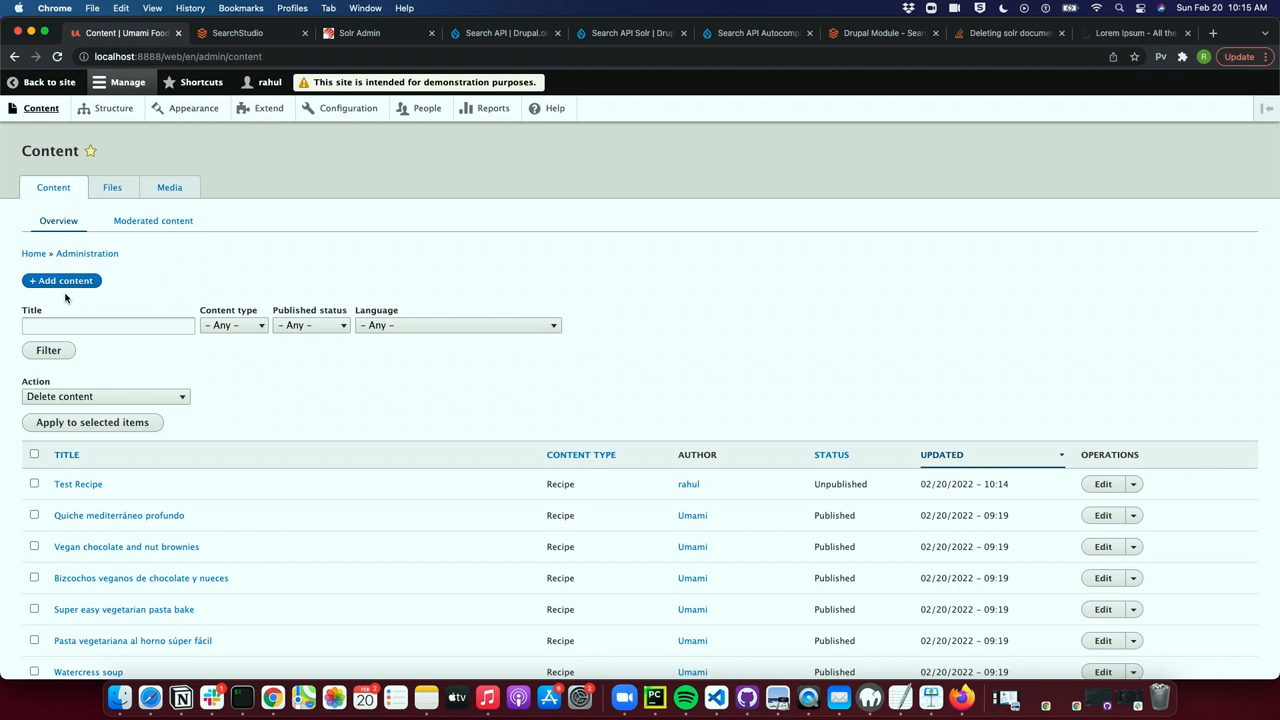 Chrome File Edit View History Bookmarks Profiles Tab Window Help Sun Feb 20 10:15 AM
Content | Umami Food SearchStudio Solr Admin Search API | Drupal.or Search API Solr | Drup Search API Autocompl Drupal Module - Sear Deleting solr docume Lorem Ipsum - All the
localhost:8888/web/en/admin/content Pv R Update
Back to site Manage Shortcuts rahul This site is intended for demonstration purposes.
Content Structure Appearance Extend Configuration People Reports Help
Content
Content Files Media
Overview Moderated content
Home » Administration
+ Add content
Title Content type Published status Language
- Any - - Any - - Any -
Filter
Action
Delete content
Apply to selected items
TITLE CONTENT TYPE AUTHOR STATUS UPDATED OPERATIONS
Test Recipe Recipe rahul Unpublished 02/20/2022 - 10:14 Edit
Quiche mediterráneo profundo Recipe Umami Published 02/20/2022 - 09:19 Edit
Vegan chocolate and nut brownies Recipe Umami Published 02/20/2022 - 09:19 Edit
Bizcochos veganos de chocolate y nueces Recipe Umami Published 02/20/2022 - 09:19 Edit
Super easy vegetarian pasta bake Recipe Umami Published 02/20/2022 - 09:19 Edit
Pasta vegetariana al horno súper fácil Recipe Umami Published 02/20/2022 - 09:19 Edit
Watercress soup Recipe Umami Published 02/20/2022 - 09:19 Edit